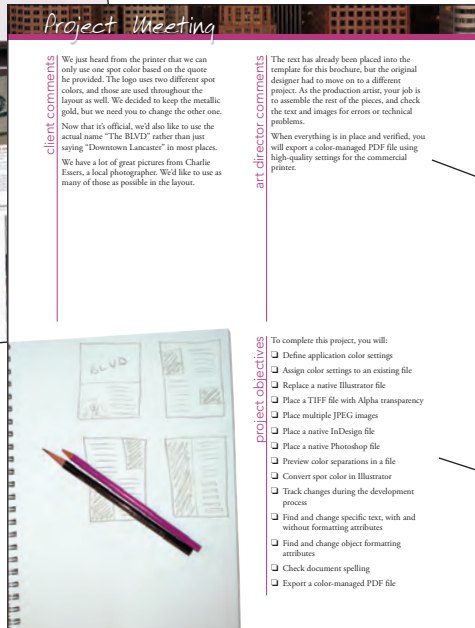 Project Meeting
client comments
We just heard from the printer that we can
only use one spot color based on the quote
he provided. The logo uses two different spot
colors, and those are used throughout the
layout as well. We decided to keep the metallic
gold, but we need you to change the other one.
Now that it's official, we'd also like to use the
actual name "The BLVD" rather than just
saying "Downtown Lancaster" in most places.
We have a lot of great pictures from Charlie
Essers, a local photographer. We'd like to use as
many of those as possible in the layout.
art director comments
The text has already been placed into the
template for this brochure, but the original
designer had to move on to a different
project. As the production artist, your job is
to assemble the rest of the pieces, and check
the text and images for errors or technical
problems.
When everything is in place and verified, you
will export a color-managed PDF file using
high-quality settings for the commercial
printer.
project objectives
To complete this project, you will:
❏ Define application color settings
❏ Assign color settings to an existing file
❏ Replace a native Illustrator file
❏ Place a TIFF file with Alpha transparency
❏ Place multiple JPEG images
❏ Place a native InDesign file
❏ Place a native Photoshop file
❏ Preview color separations in a file
❏ Convert spot color in Illustrator
❏ Track changes during the development
process
❏ Find and change specific text, with and
without formatting attributes
❏ Find and change object formatting
attributes
❏ Check document spelling
❏ Export a color-managed PDF file
BLVD